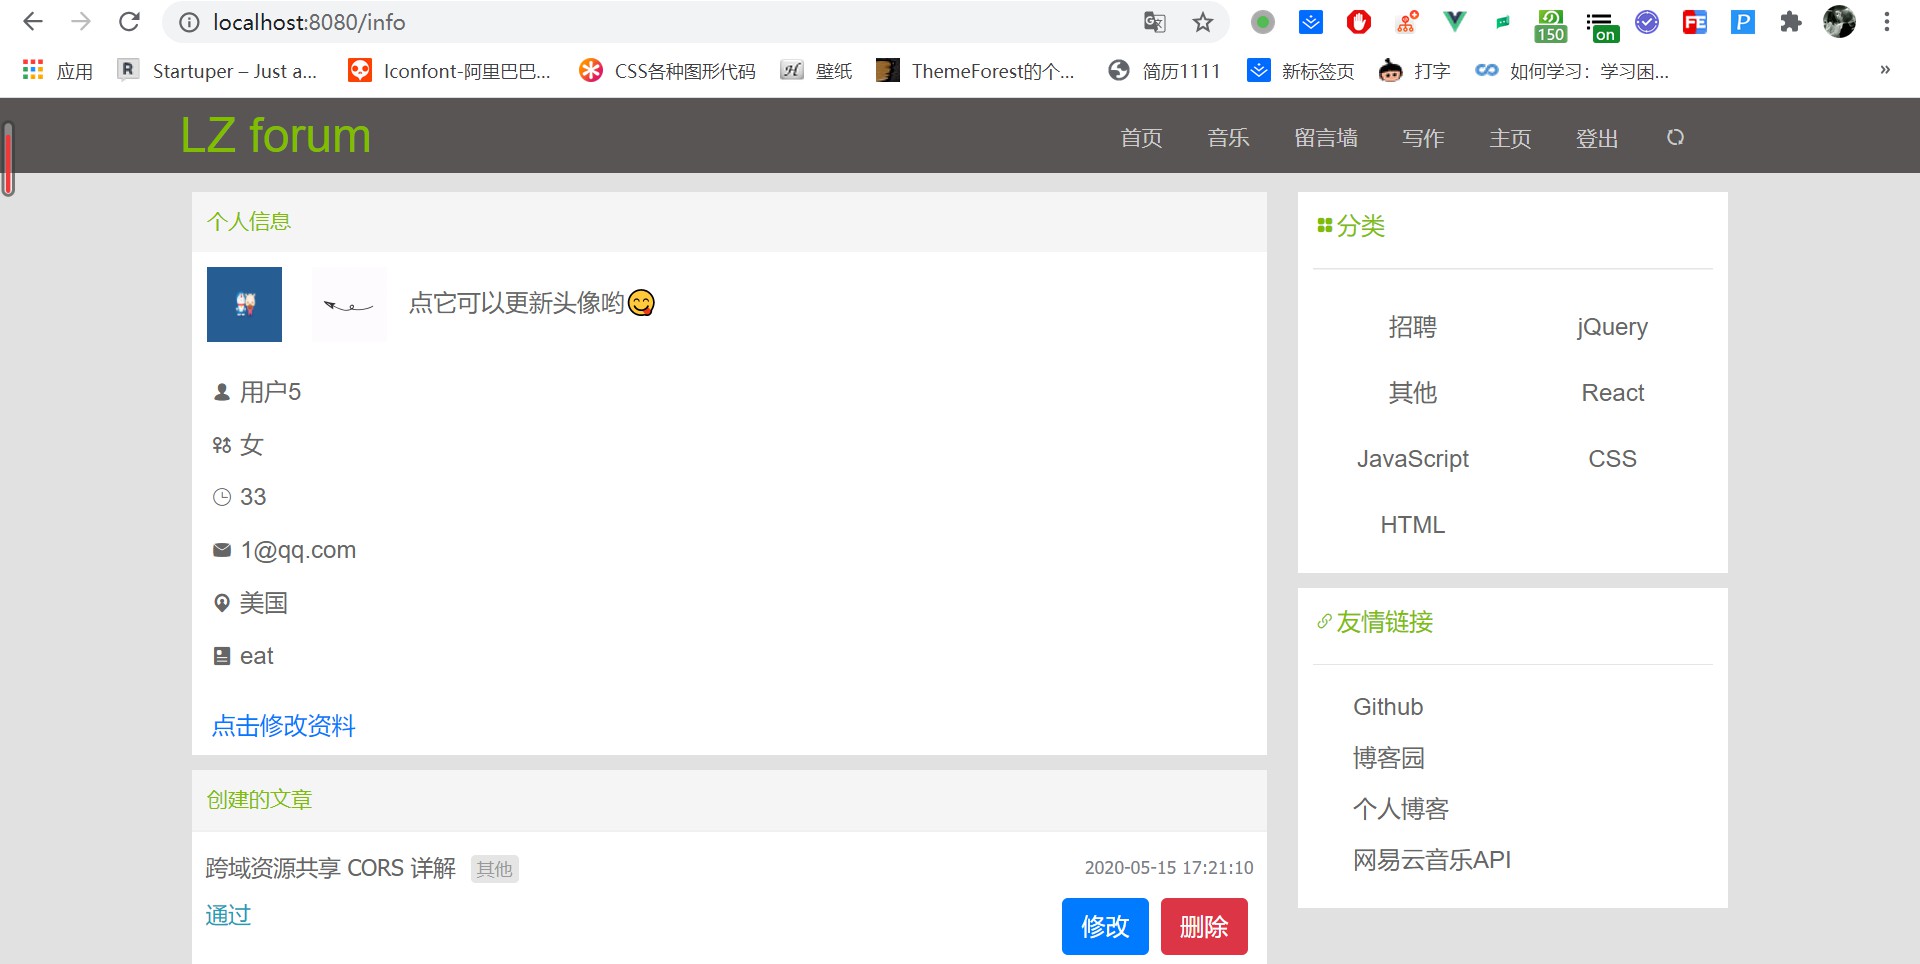 localhost:8080/info
150
on
应用
Startuper – Just a...
Iconfont-阿里巴巴...
CSS各种图形代码
壁纸
ThemeForest的个...
简历1111
新标签页
打字
如何学习：学习困...
»
LZ forum
首页
音乐
留言墙
写作
主页
登出
个人信息
点它可以更新头像哟😋
用户5
女
33
1@qq.com
美国
eat
点击修改资料
创建的文章
跨域资源共享 CORS 详解 其他
2020-05-15 17:21:10
通过
修改 删除
分类
招聘 jQuery
其他 React
JavaScript CSS
HTML
友情链接
Github
博客园
个人博客
网易云音乐API